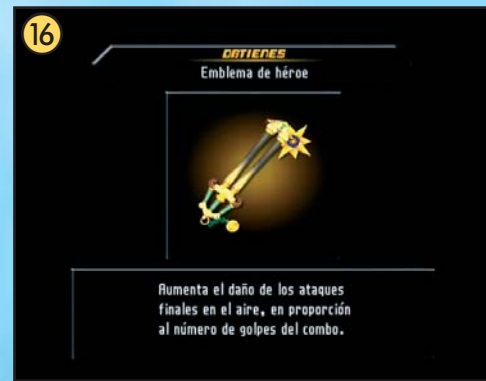 16
OBTIENES
Emblema de héroe
Aumenta el daño de los ataques
finales en el aire, en proporción
al número de golpes del combo.